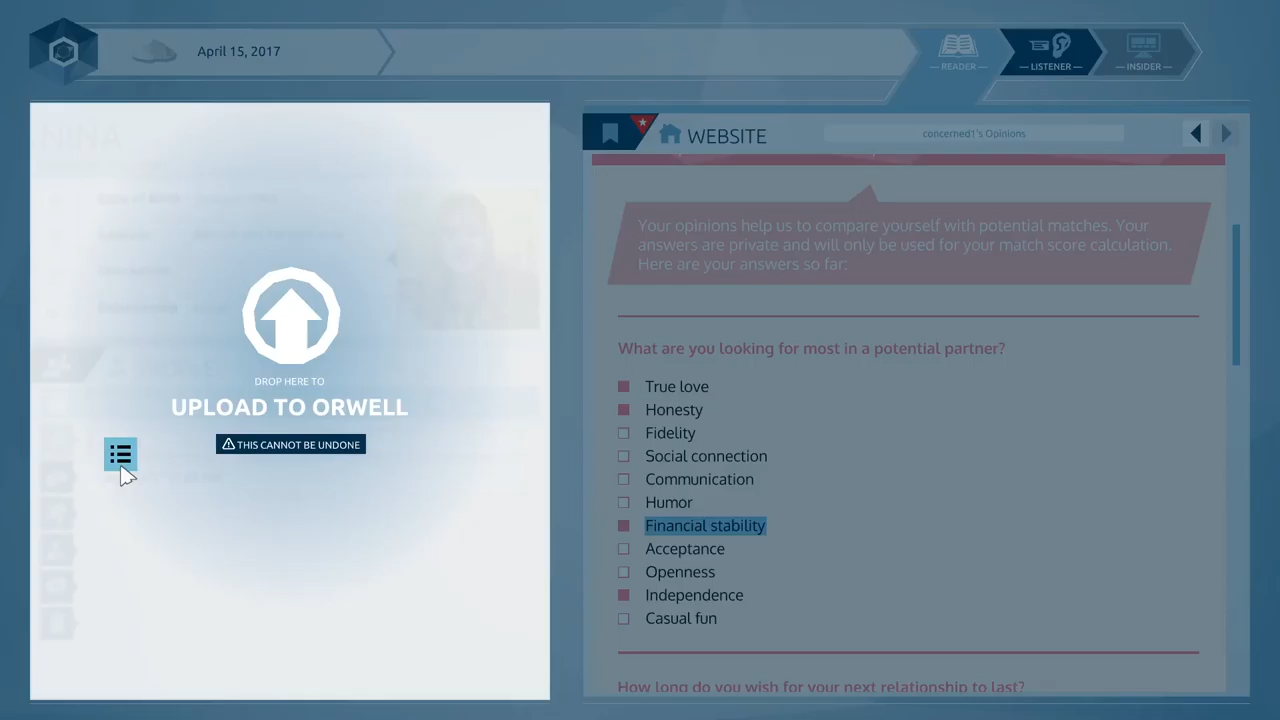 April 15, 2017
— READER —
— LISTENER —
— INSIDER —
NINA
WEBSITE
concerned1's Opinions
Your opinions help us to compare yourself with potential matches. Your
answers are private and will only be used for your match score calculation.
Here are your answers so far:
What are you looking for most in a potential partner?
True love
Honesty
Fidelity
Social connection
Communication
Humor
Financial stability
Acceptance
Openness
Independence
Casual fun
How long do you wish for your next relationship to last?
DROP HERE TO
UPLOAD TO ORWELL
THIS CANNOT BE UNDONE